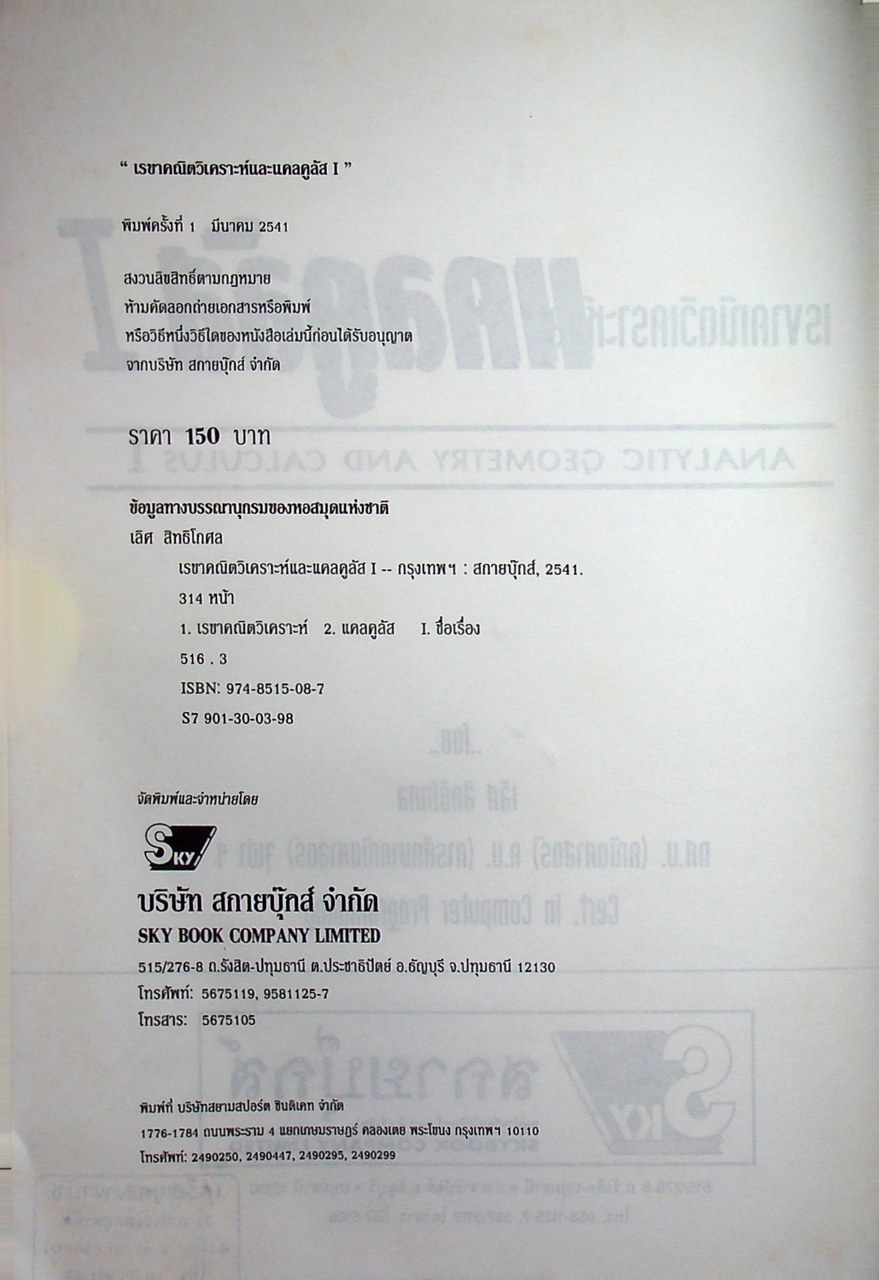 “ เรขาคณิตวิเคราะห์และแคลคูลัส I ”
พิมพ์ครั้งที่ 1 มีนาคม 2541
สงวนลิขสิทธิ์ตามกฎหมาย
ห้ามคัดลอกถ่ายเอกสารหรือพิมพ์
หรือวิธีหนึ่งวิธีใดของหนังสือเล่มนี้ก่อนได้รับอนุญาต
จากบริษัท สกายบุ๊กส์ จำกัด
ราคา 150 บาท
ข้อมูลทางบรรณานุกรมของหอสมุดแห่งชาติ
เลิศ สิทธิโกศล
เรขาคณิตวิเคราะห์และแคลคูลัส I -- กรุงเทพฯ : สกายบุ๊กส์, 2541.
314 หน้า
1. เรขาคณิตวิเคราะห์ 2. แคลคูลัส I. ชื่อเรื่อง
516 . 3
ISBN: 974-8515-08-7
S7 901-30-03-98
จัดพิมพ์และจำหน่ายโดย
SKY
บริษัท สกายบุ๊กส์ จำกัด
SKY BOOK COMPANY LIMITED
515/276-8 ถ.รังสิต-ปทุมธานี ต.ประชาธิปัตย์ อ.ธัญบุรี จ.ปทุมธานี 12130
โทรศัพท์: 5675119, 9581125-7
โทรสาร: 5675105
พิมพ์ที่ บริษัทสยามสปอร์ต ซินดิเคท จำกัด
1776-1784 ถนนพระราม 4 แยกเกษมราษฎร์ คลองเตย พระโขนง กรุงเทพฯ 10110
โทรศัพท์: 2490250, 2490447, 2490295, 2490299